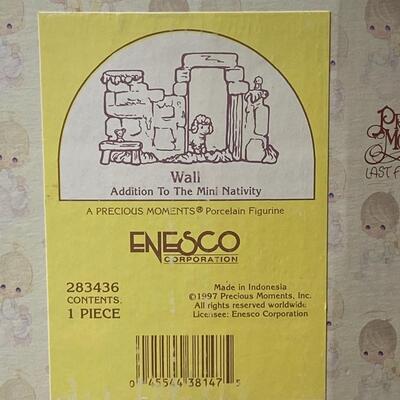 Wall
Addition To The Mini Nativity
A PRECIOUS MOMENTS® Porcelain Figurine
ENESCO
CORPORATION
283436
CONTENTS:
1 PIECE
Made in Indonesia
©1997 Precious Moments, Inc.
All rights reserved worldwide
Licensee: Enesco Corporation
0 45544 38147 5